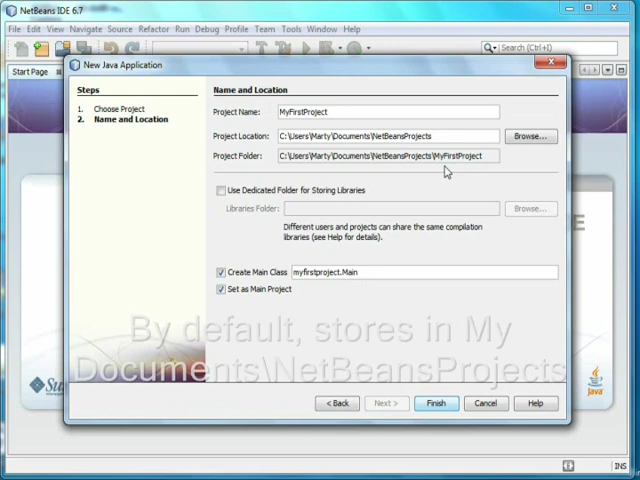 NetBeans IDE 6.7
File Edit View Navigate Source Refactor Run Debug Profile Team Tools Window Help
Search (Ctrl+I)
Start Page
New Java Application
Steps
1. Choose Project
2. Name and Location
Name and Location
Project Name: MyFirstProject
Project Location: C:\Users\Marty\Documents\NetBeansProjects Browse...
Project Folder: C:\Users\Marty\Documents\NetBeansProjects\MyFirstProject
Use Dedicated Folder for Storing Libraries
Libraries Folder: Browse...
Different users and projects can share the same compilation
libraries (see Help for details).
Create Main Class myfirstproject.Main
Set as Main Project
By default, stores in My
Documents\NetBeansProjects
Java
< Back Next > Finish Cancel Help
INS